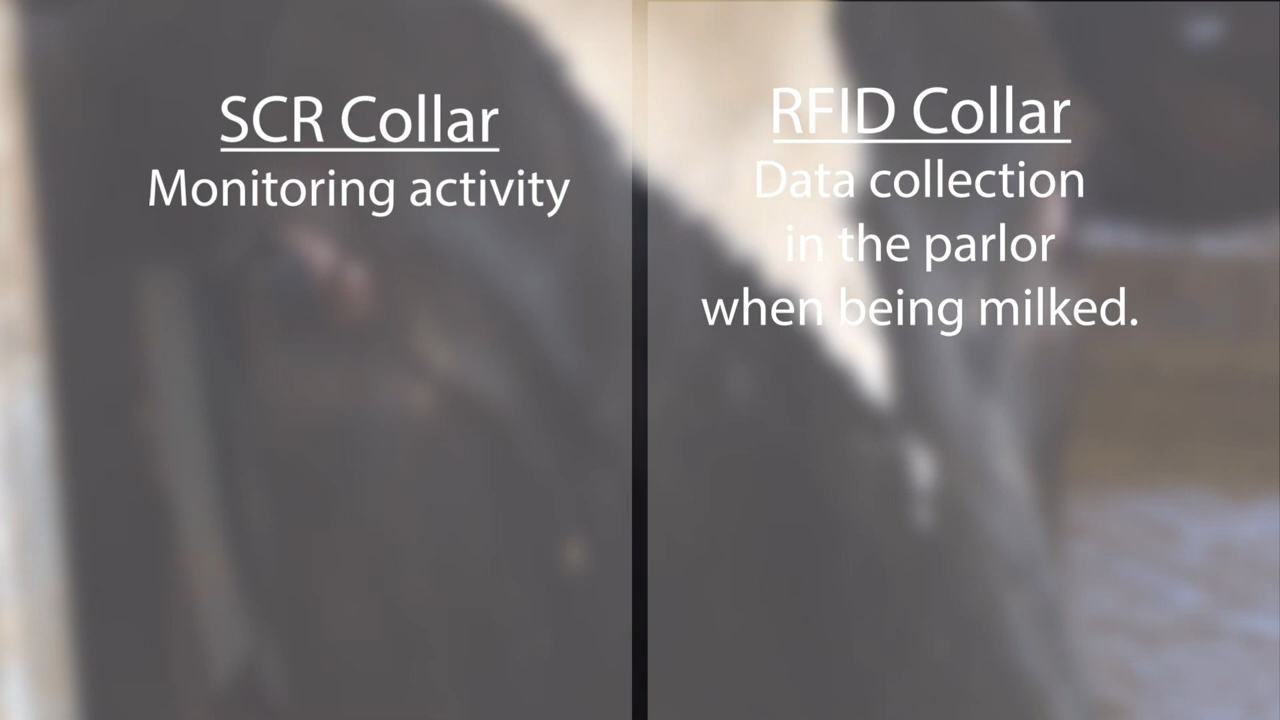 SCR Collar
Monitoring activity
RFID Collar
Data collection
in the parlor
when being milked.